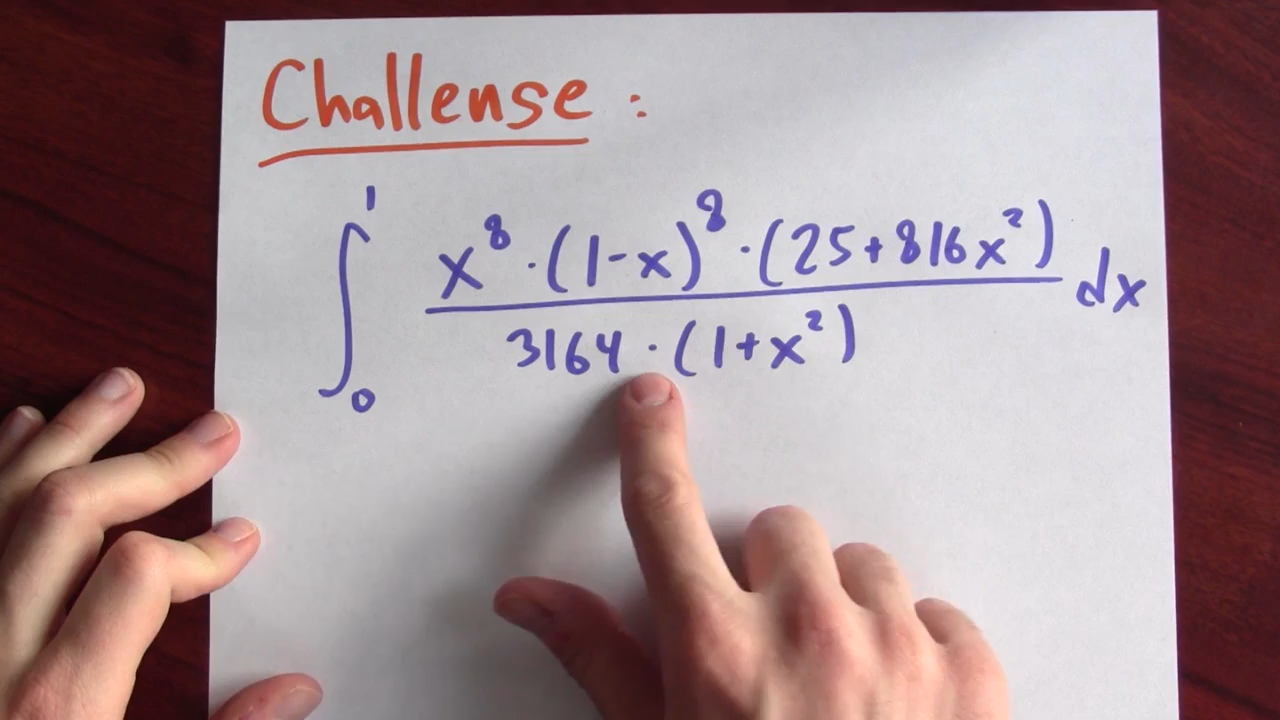 Challense :
∫₀¹ x⁸·(1-x)⁸·(25+816x²) / 3164·(1+x²) dx